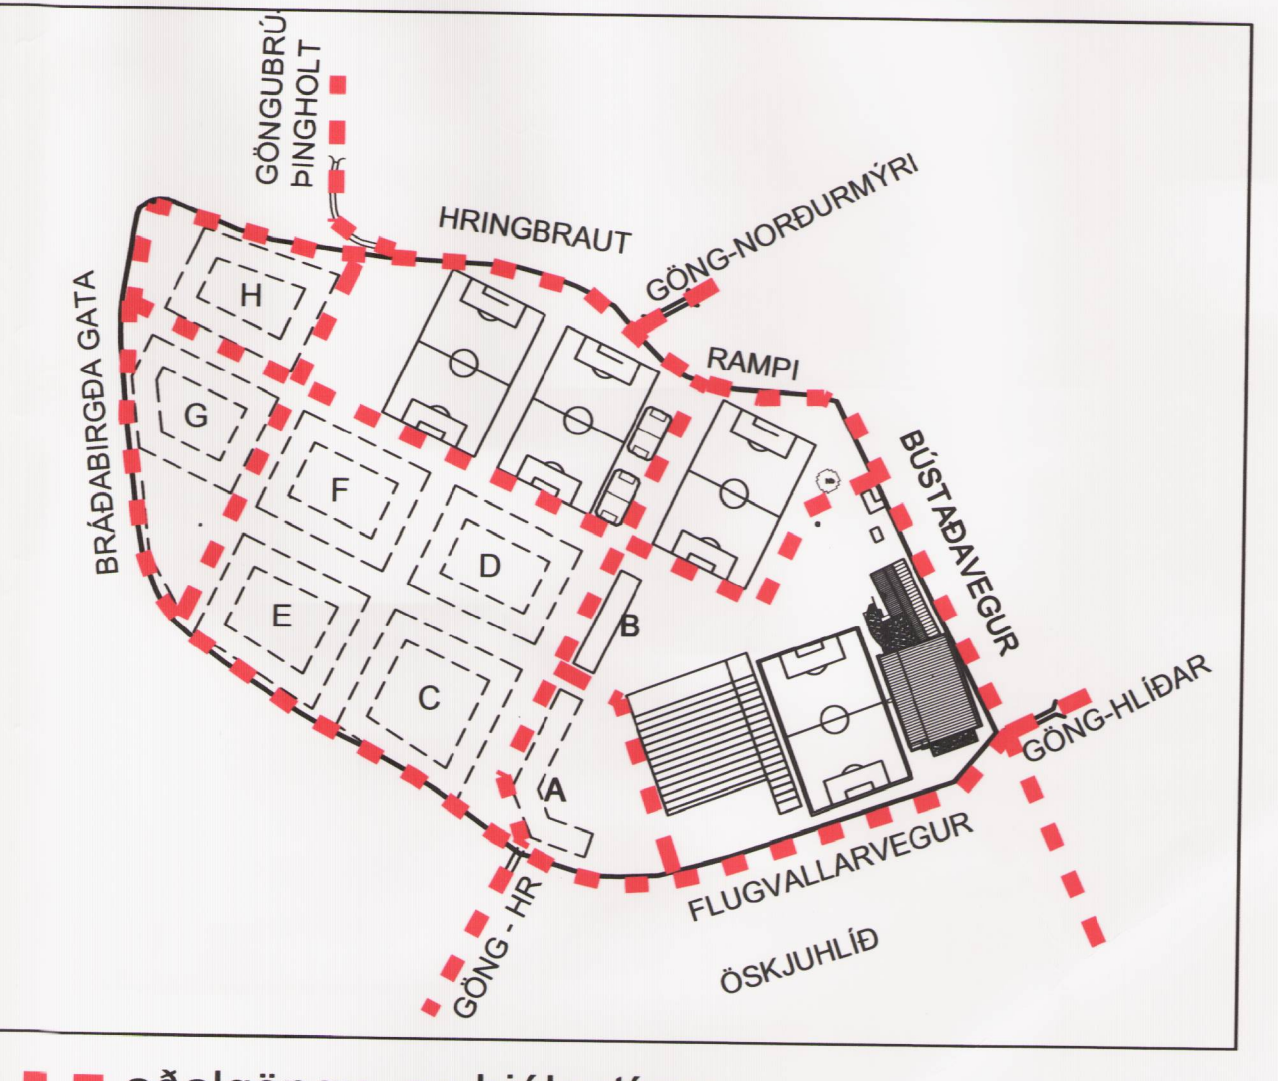 GÖNGUBRÚ-
ÞINGHOLT
HRINGBRAUT
GÖNG-NORÐURMÝRI
RAMPI
BÚSTAÐAVEGUR
BRÁÐABIRGÐA GATA
H
G
F
D
E
B
C
A
GÖNG-HLÍÐAR
FLUGVALLARVEGUR
GÖNG - HR
ÖSKJUHLÍÐ